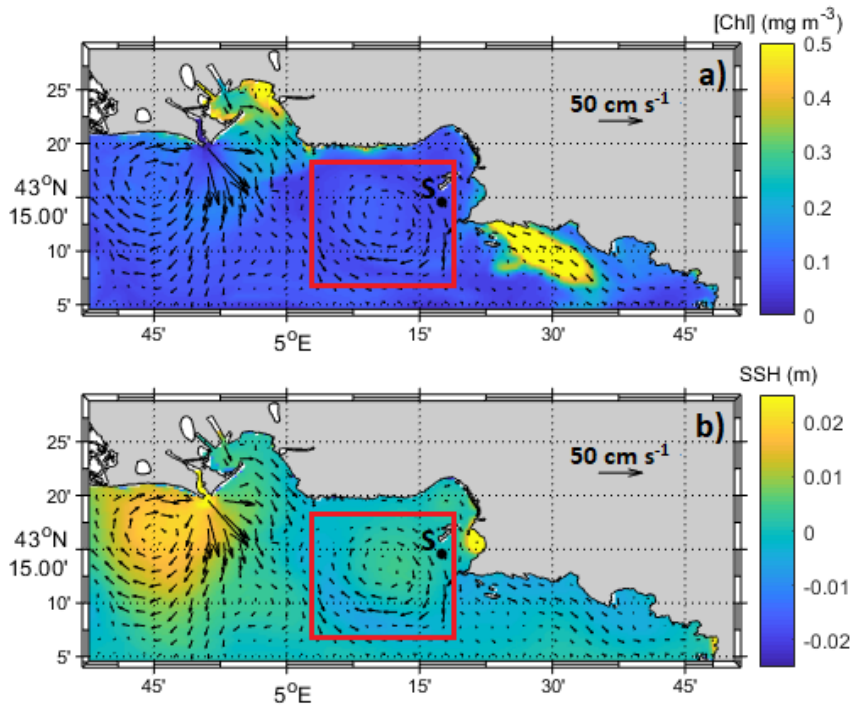 [Chl] (mg m⁻³)
a)
50 cm s⁻¹
S
25'
20'
43°N
15.00'
10'
5'
45'
5°E
15'
30'
45'
0.5
0.4
0.3
0.2
0.1
0
SSH (m)
b)
50 cm s⁻¹
S
25'
20'
43°N
15.00'
10'
5'
45'
5°E
15'
30'
45'
0.02
0.01
0
-0.01
-0.02